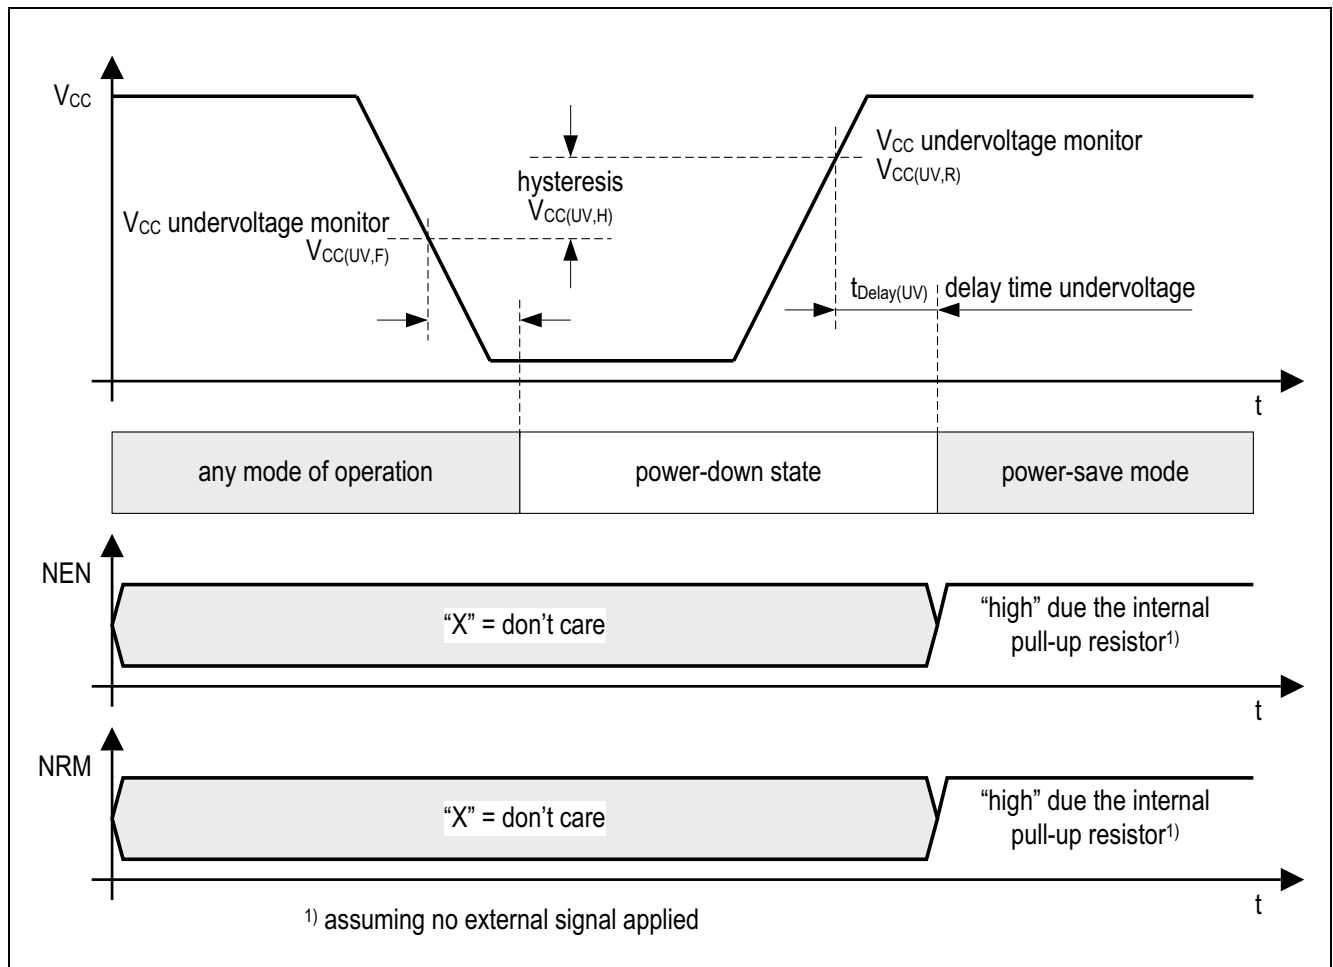 VCC
VCC undervoltage monitor
VCC(UV,R)
hysteresis
VCC(UV,H)
VCC undervoltage monitor
VCC(UV,F)
tDelay(UV) delay time undervoltage
t
any mode of operation
power-down state
power-save mode
NEN
“X” = don’t care
“high” due the internal
pull-up resistor1)
t
NRM
“X” = don’t care
“high” due the internal
pull-up resistor1)
t
1) assuming no external signal applied